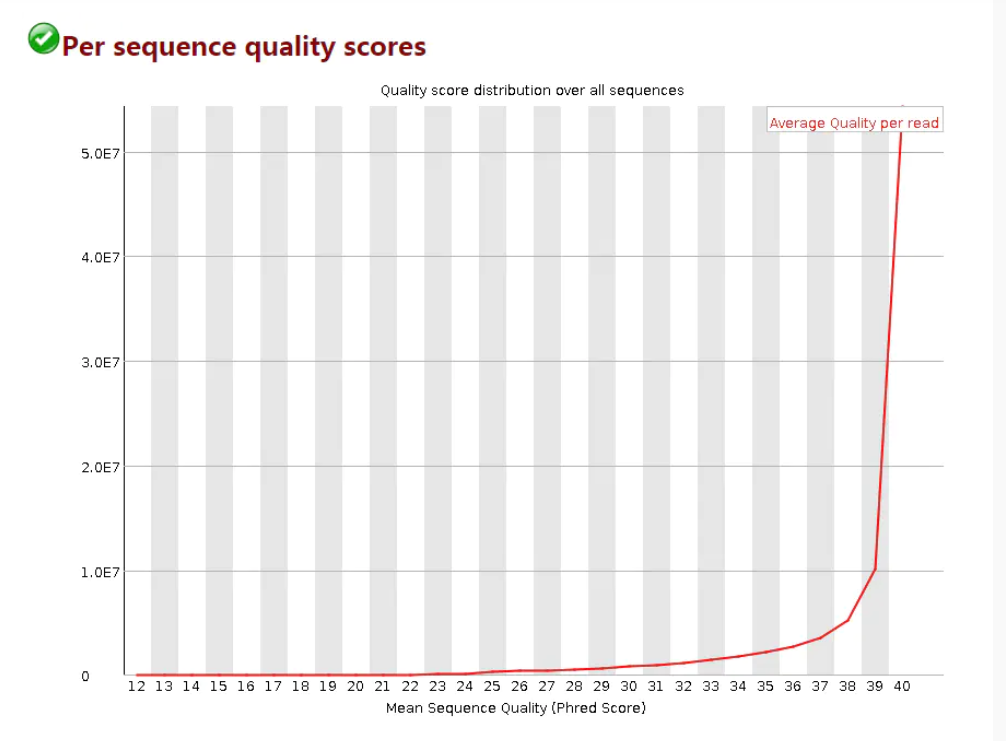 Per sequence quality scores
Quality score distribution over all sequences
Average Quality per read
5.0E7
4.0E7
3.0E7
2.0E7
1.0E7
0
12 13 14 15 16 17 18 19 20 21 22 23 24 25 26 27 28 29 30 31 32 33 34 35 36 37 38 39 40
Mean Sequence Quality (Phred Score)